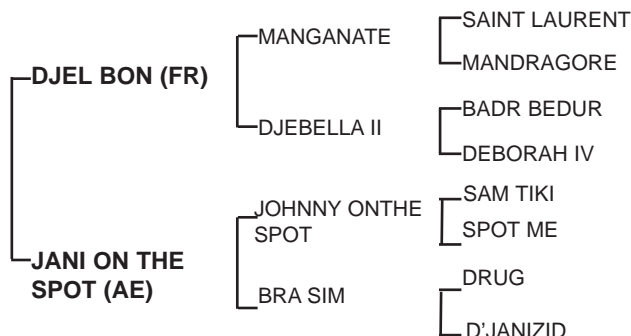 SAINT LAURENT
MANGANATE
MANDRAGORE
DJEL BON (FR)
BADR BEDUR
DJEBELLA II
DEBORAH IV
SAM TIKI
JOHNNY ONTHE
SPOT
SPOT ME
JANI ON THE
SPOT (AE)
DRUG
BRA SIM
D'JANIZID